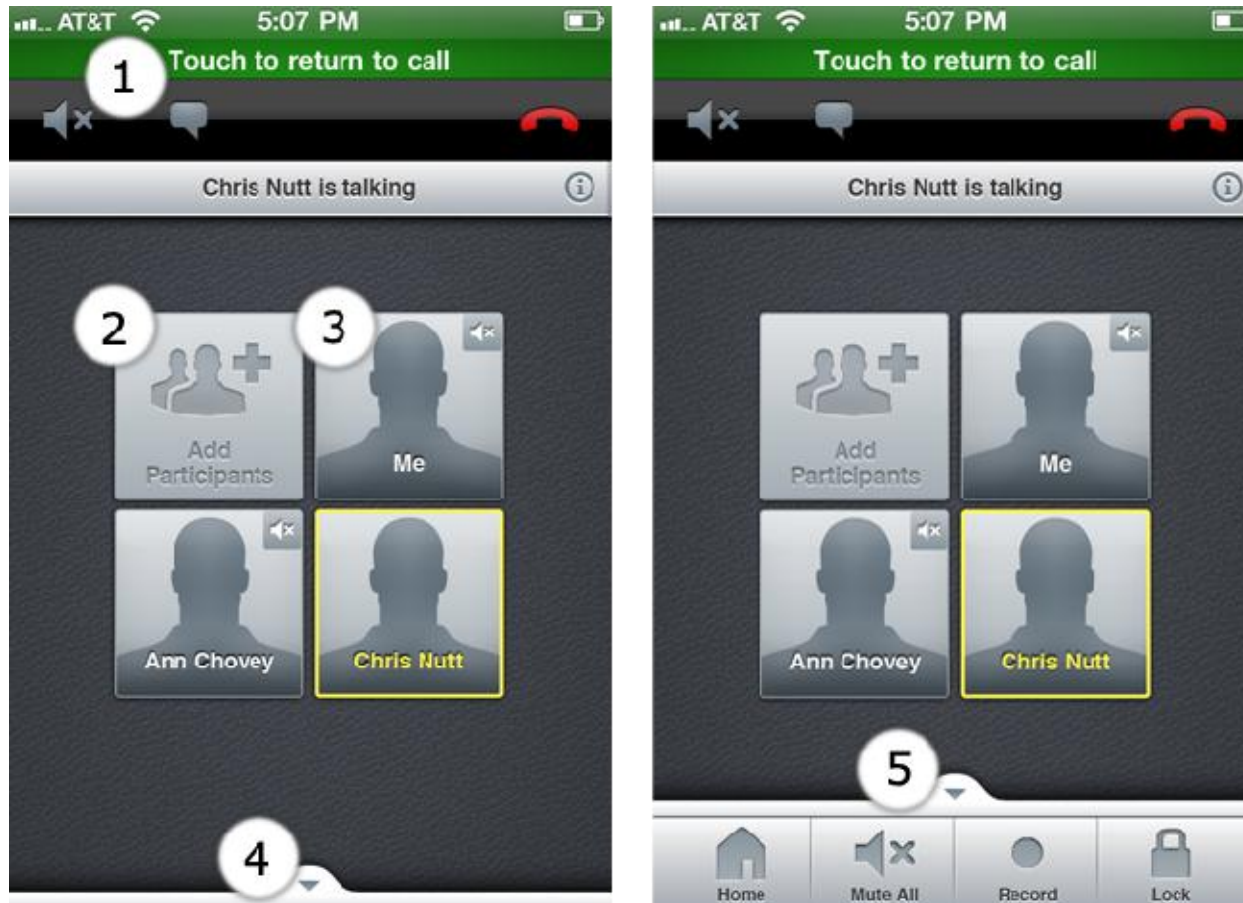 AT&T 5:07 PM
Touch to return to call
1
Chris Nutt is talking
2
3
Add
Participants
Me
Ann Chovey
Chris Nutt
4
AT&T 5:07 PM
Touch to return to call
Chris Nutt is talking
Add
Participants
Me
Ann Chovey
Chris Nutt
5
Home
Mute All
Record
Lock